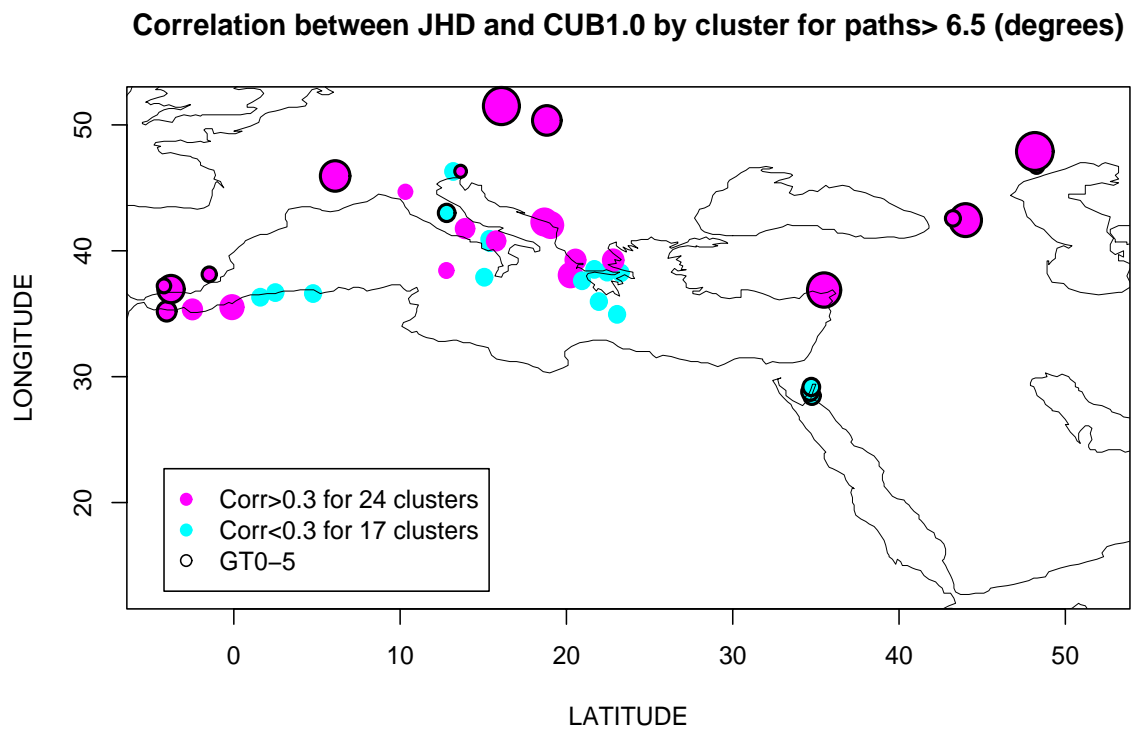 Correlation between JHD and CUB1.0 by cluster for paths> 6.5 (degrees)
50
40
30
20
LONGITUDE
Corr>0.3 for 24 clusters
Corr<0.3 for 17 clusters
GT0−5
0 10 20 30 40 50
LATITUDE